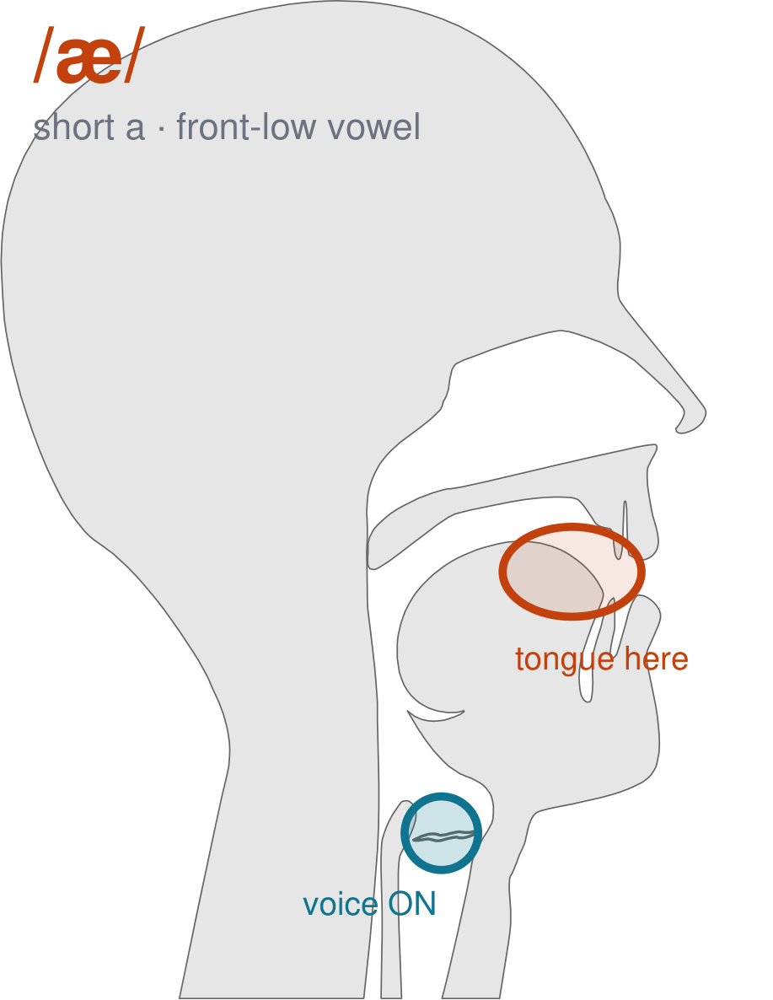 /æ/
short a · front-low vowel
tongue here
voice ON